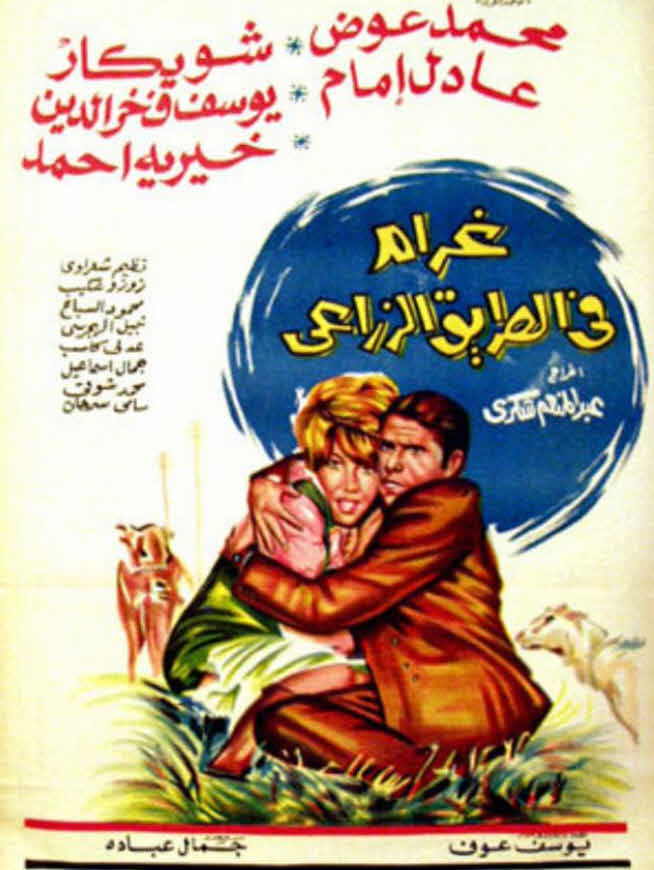 محمد عوض * شويكار
عادل إمام * يوسف فخر الدين
* خيريه احمد
غرام
فى الطريق الزراعى
اخراج
عبد المنعم شكرى
نظيم شعراوى
زوزو شكيب
محمود السباع
نبيل الهجرسى
عدلى كاسب
جمال اسماعيل
محمد شوقى
سامى سرحان
يوسف عوف
جمال عباده